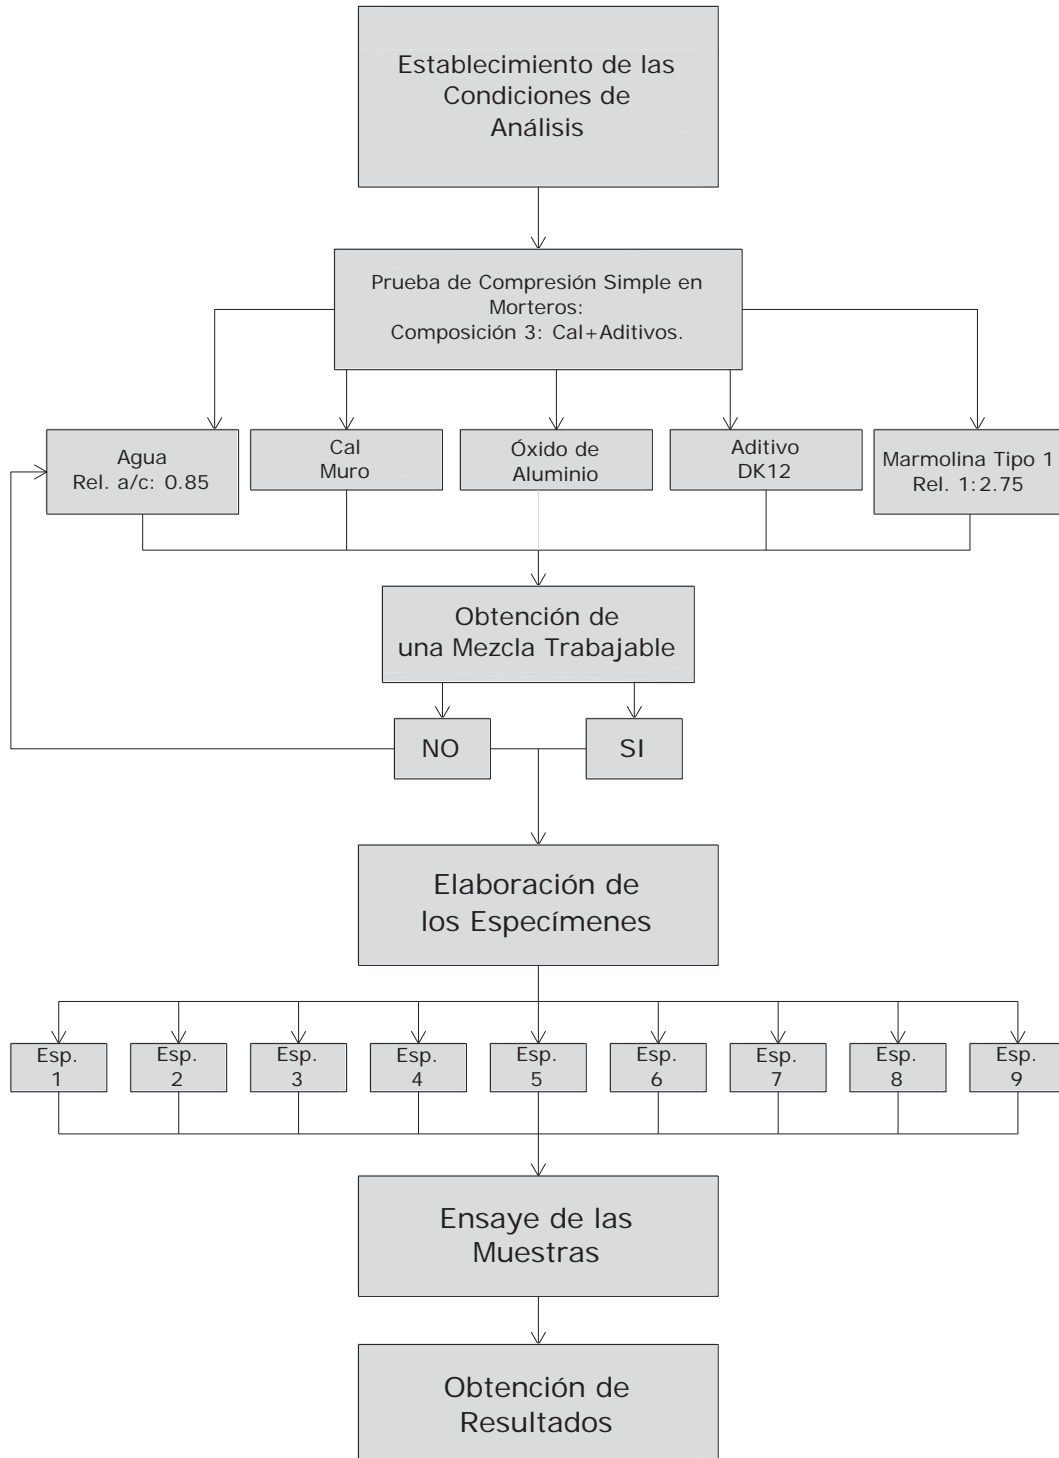 Establecimiento de las
Condiciones de
Análisis
Prueba de Compresión Simple en
Morteros:
Composición 3: Cal+Aditivos.
Agua
Rel. a/c: 0.85
Cal
Muro
Óxido de
Aluminio
Aditivo
DK12
Marmolina Tipo 1
Rel. 1:2.75
Obtención de
una Mezcla Trabajable
NO
SI
Elaboración de
los Especímenes
Esp.
1
Esp.
2
Esp.
3
Esp.
4
Esp.
5
Esp.
6
Esp.
7
Esp.
8
Esp.
9
Ensaye de las
Muestras
Obtención de
Resultados